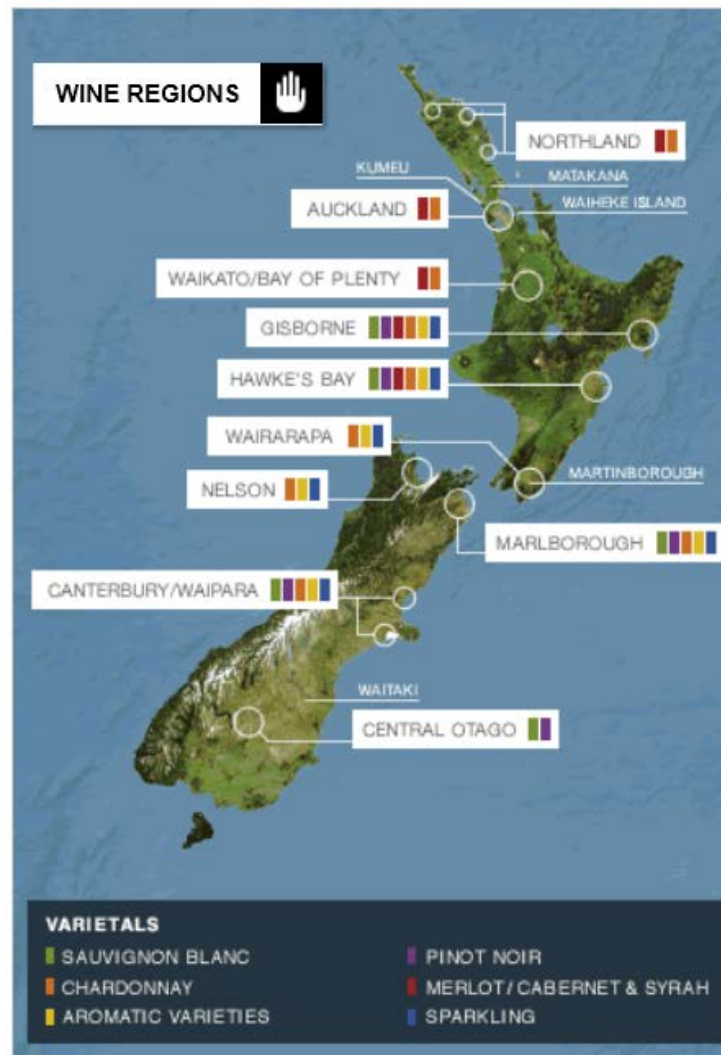 WINE REGIONS
NORTHLAND
KUMEU
MATAKANA
AUCKLAND
WAIHEKE ISLAND
WAIKATO/BAY OF PLENTY
GISBORNE
HAWKE'S BAY
WAIRARAPA
MARTINBOROUGH
NELSON
MARLBOROUGH
CANTERBURY/WAIPARA
WAITAKI
CENTRAL OTAGO
VARIETALS
SAUVIGNON BLANC
PINOT NOIR
CHARDONNAY
MERLOT/CABERNET & SYRAH
AROMATIC VARIETIES
SPARKLING